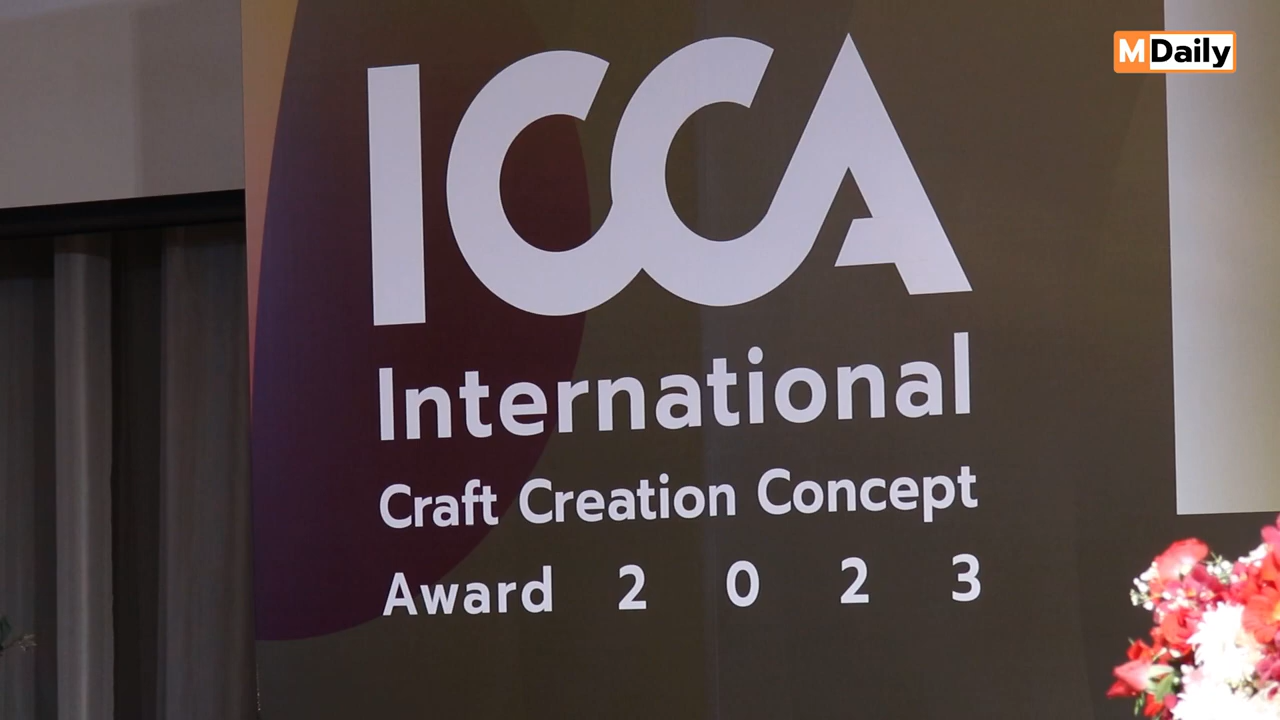 MDaily
ICCA
International
Craft Creation Concept
Award 2 0 2 3